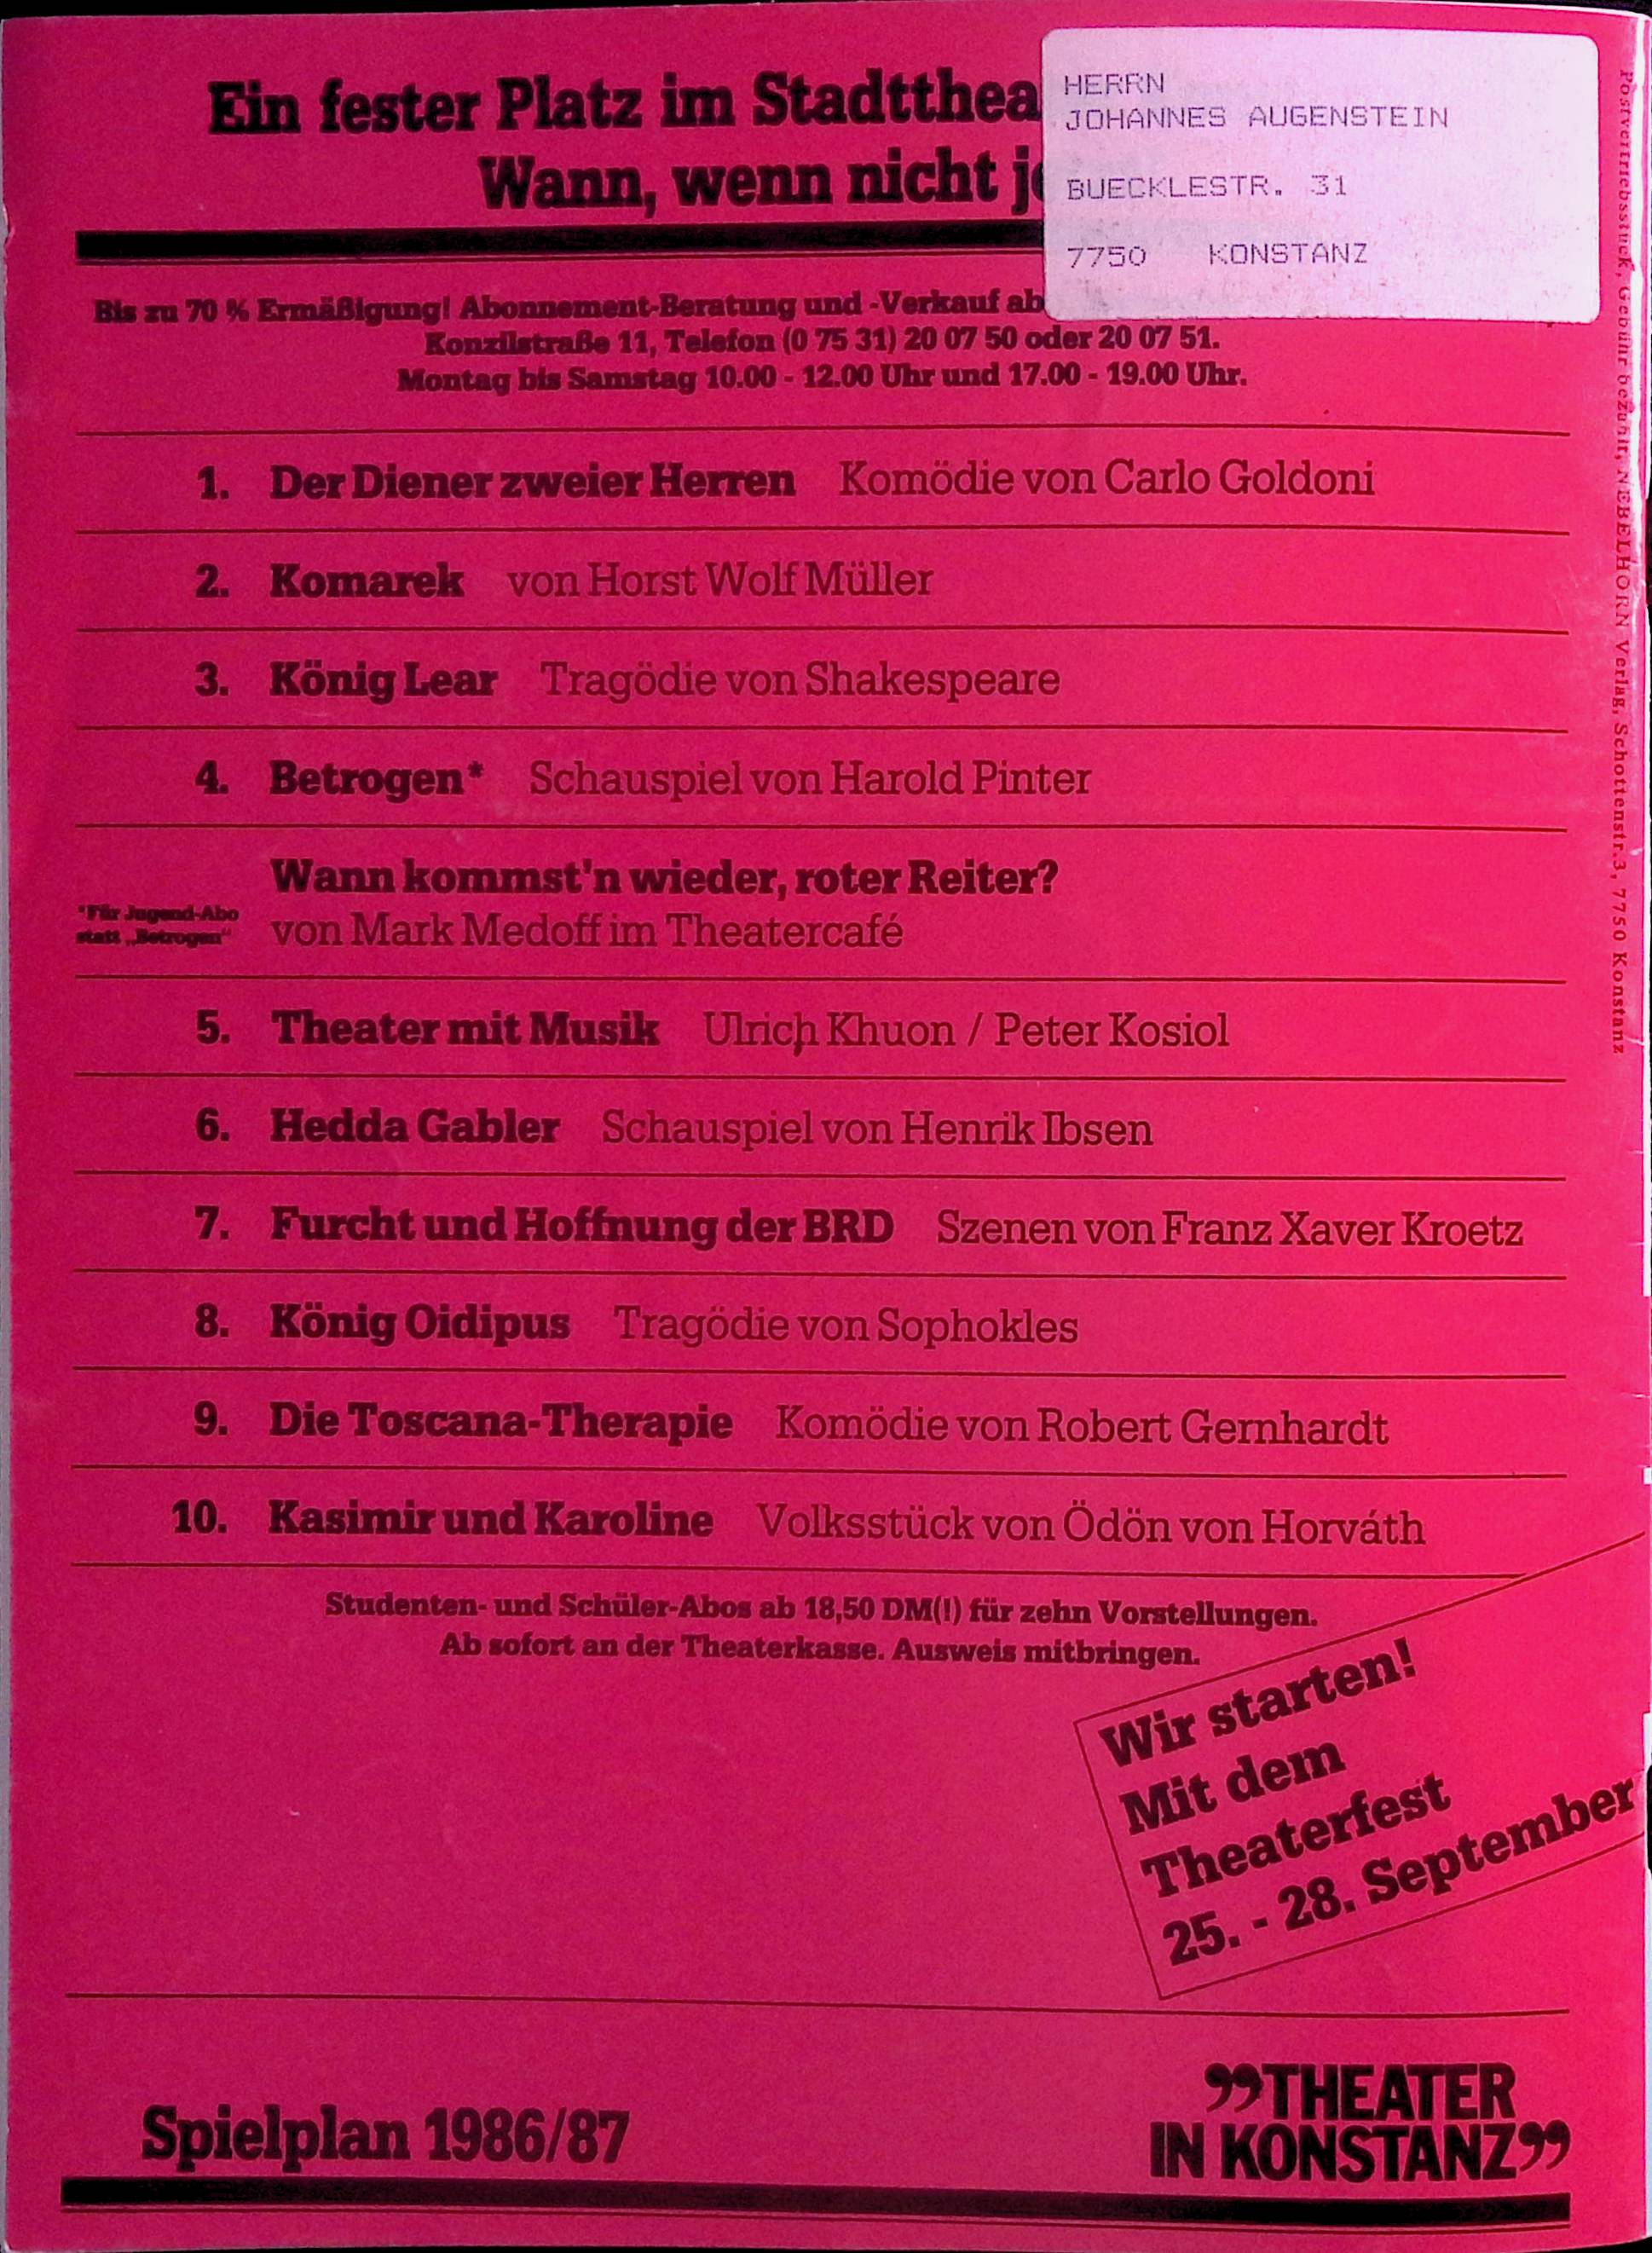 Ein fester Platz im Stadtthea
Wann, wenn nicht
HERRN
JOHANNES AUGENSTEIN
BUECKLESTR. 31
7750 KONSTANZ
Bis zu 70 % Ermäßigung! Abonnement-Beratung und -Verkauf ab
Konzilstraße 11, Telefon (0 75 31) 20 07 50 oder 20 07 51.
Montag bis Samstag 10.00 - 12.00 Uhr und 17.00 - 19.00 Uhr.
1. Der Diener zweier Herren Komödie von Carlo Goldoni
2. Komarek von Horst Wolf Müller
3. König Lear Tragödie von Shakespeare
4. Betrogen* Schauspiel von Harold Pinter
Wann kommst'n wieder, roter Reiter?
von Mark Medoff im Theatercafé
*Für Jugend-Abo
statt „Betrogen“
5. Theater mit Musik Ulrich Khuon / Peter Kosiol
6. Hedda Gabler Schauspiel von Henrik Ibsen
7. Furcht und Hoffnung der BRD Szenen von Franz Xaver Kroetz
8. König Oidipus Tragödie von Sophokles
9. Die Toscana-Therapie Komödie von Robert Gernhardt
10. Kasimir und Karoline Volksstück von Ödön von Horváth
Studenten- und Schüler-Abos ab 18,50 DM(!) für zehn Vorstellungen.
Ab sofort an der Theaterkasse. Ausweis mitbringen.
Wir starten!
Mit dem
Theaterfest
25. - 28. September
Spielplan 1986/87
”THEATER
IN KONSTANZ”
Postvertriebsstück, Gebühr bezahlt, NEBELHORN Verlag, Schottenstr.3, 7750 Konstanz